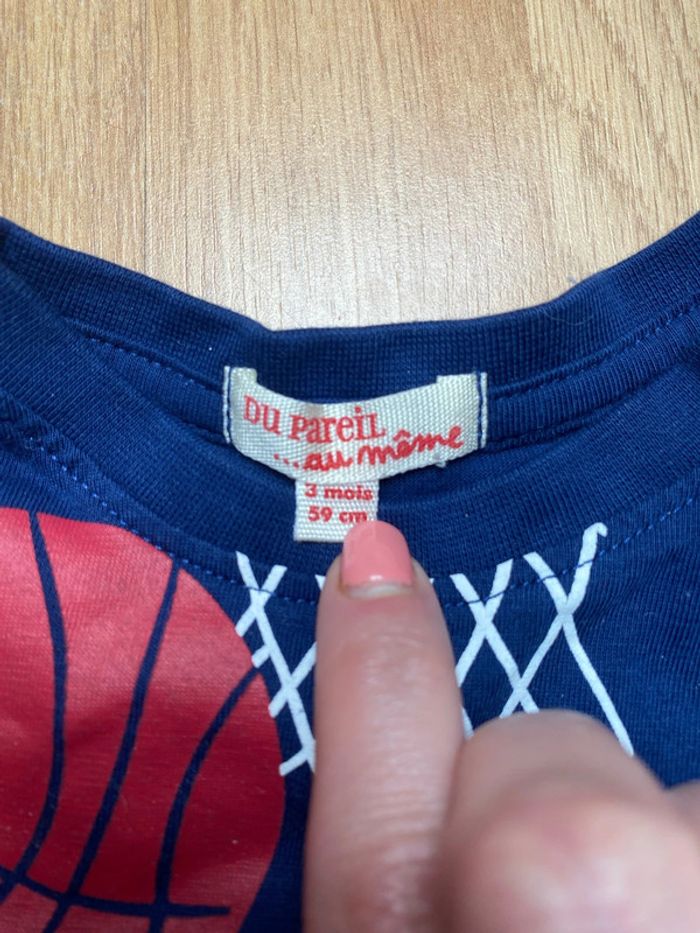 DU PAREIL
...au même
3 mois
59 cm